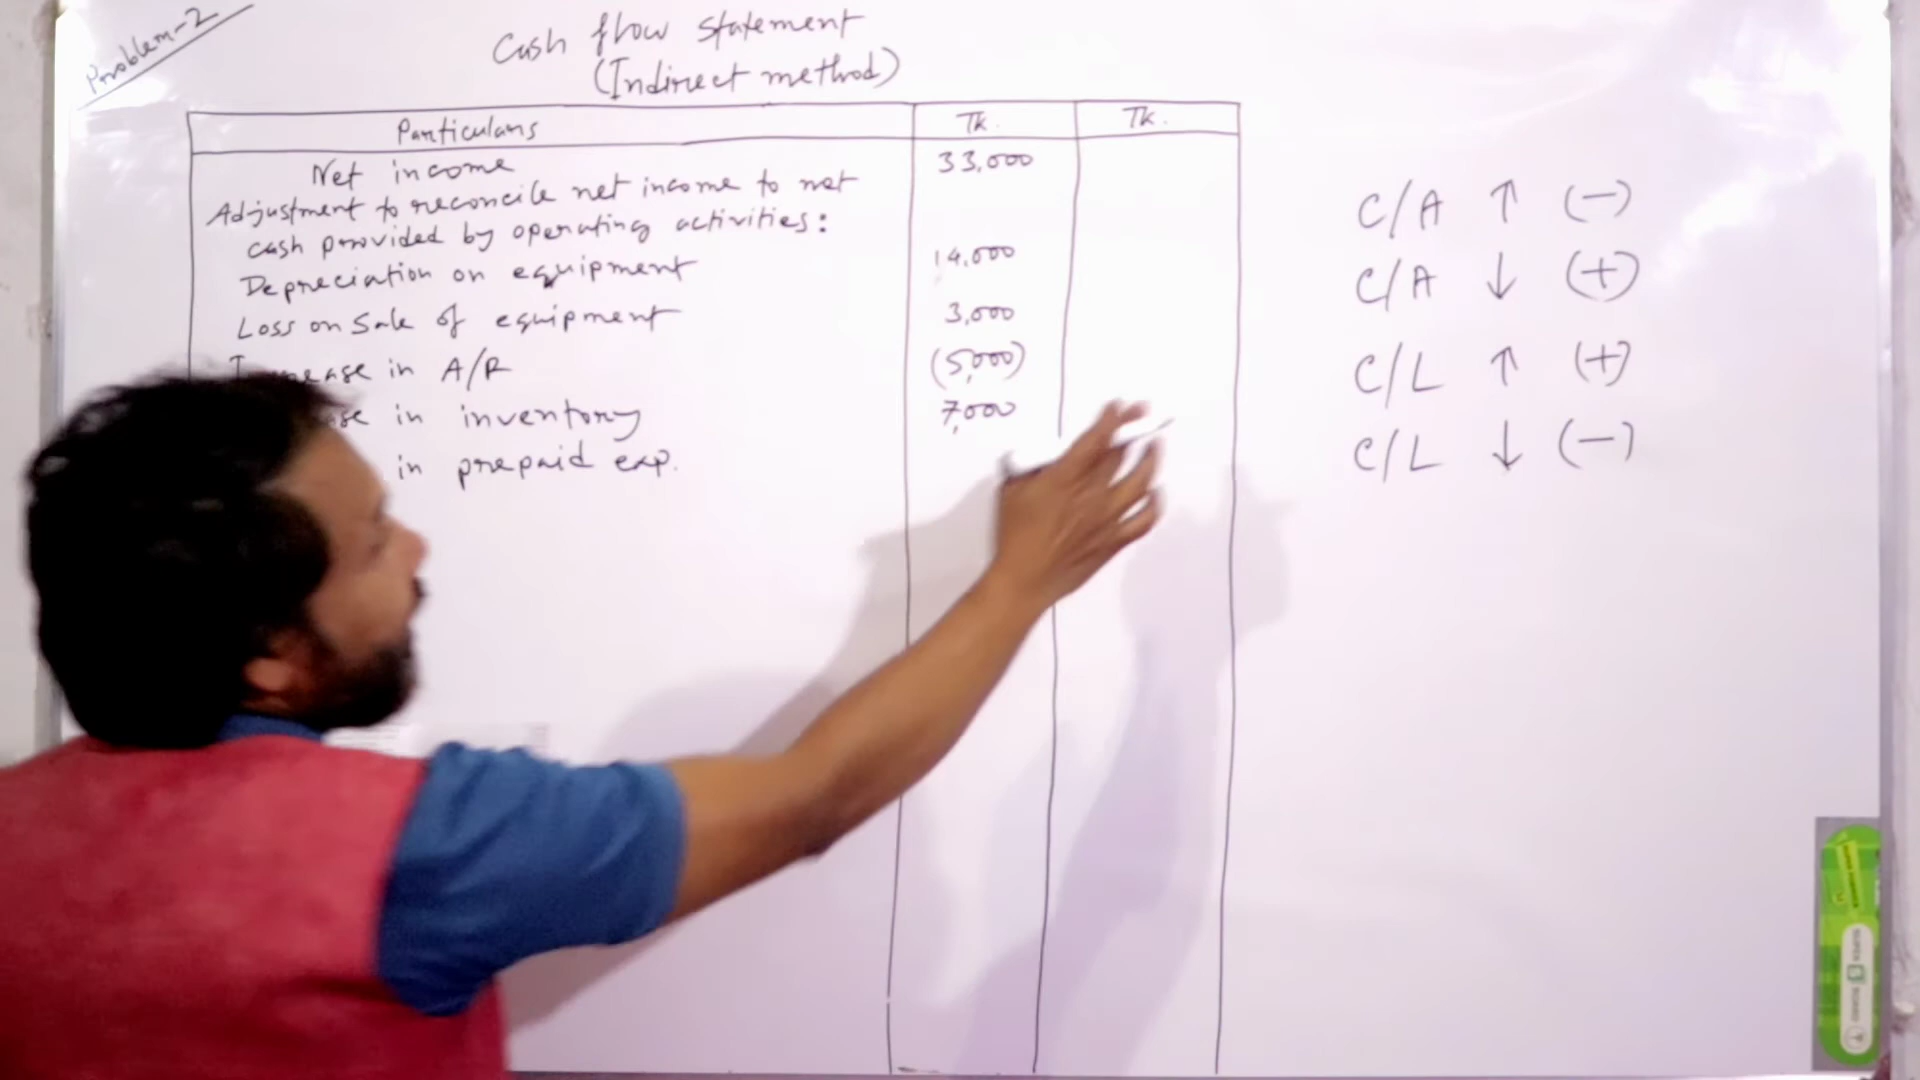 Problem-2
Cash flow statement
(Indirect method)
Particulars Tk. Tk.
Net income 33,000
Adjustment to reconcile net income to net
cash provided by operating activities:
Depreciation on equipment 14,000
Loss on sale of equipment 3,000
in A/R (5,000)
in inventory 7,000
in prepaid exp.
C/A ↑ (-)
C/A ↓ (+)
C/L ↑ (+)
C/L ↓ (-)